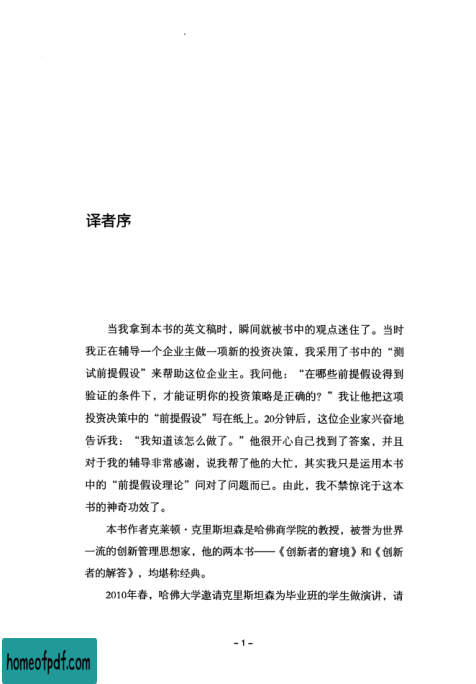 译者序
当我拿到本书的英文稿时，瞬间就被书中的观点迷住了。当时
我正在辅导一个企业主做一项新的投资决策，我采用了书中的“测
试前提假设”来帮助这位企业主。我问他：“在哪些前提假设得到
验证的条件下，才能证明你的投资策略是正确的？”我让他把这项
投资决策中的“前提假设”写在纸上。20分钟后，这位企业家兴奋地
告诉我：“我知道该怎么做了。”他很开心自己找到了答案，并且
对于我的辅导非常感谢，说我帮了他的大忙，其实我只是运用本书
中的“前提假设理论”问对了问题而已。由此，我不禁惊诧于这本
书的神奇功效了。
本书作者克莱顿·克里斯坦森是哈佛商学院的教授，被誉为世界
一流的创新管理思想家，他的两本书——《创新者的窘境》和《创新
者的解答》，均堪称经典。
2010年春，哈佛大学邀请克里斯坦森为毕业班的学生做演讲，请
- 1 -
homeofpdf.com